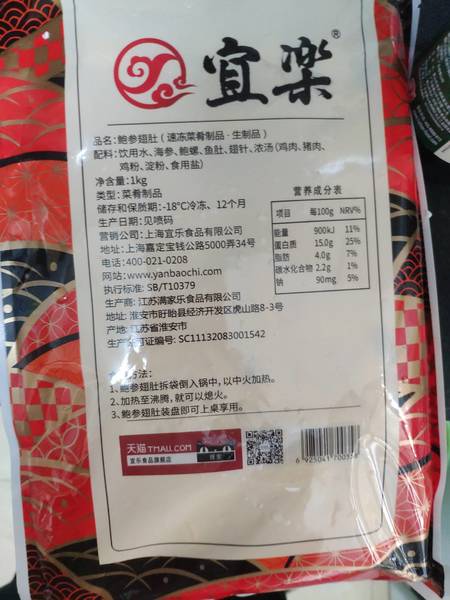 宜楽®
品名: 鲍参翅肚 ( 速冻菜肴制品 · 生制品 )
配料: 饮用水、海参、鲍螺、鱼肚、翅针、浓汤(鸡肉、猪肉、
鸡粉、淀粉、食用盐)
净含量: 1kg
类型: 菜肴制品
储存和保质期: -18℃冷冻、12个月
生产日期: 见喷码
营销公司: 上海宜乐食品有限公司
地址: 上海嘉定宝钱公路5000弄34号
电话: 400-021-0208
网站: www.yanbaochi.com
执行标准: SB/T10379
生产商: 江苏满家乐食品有限公司
地址: 淮安市盱眙县经济开发区虎山路8-3号
产地: 江苏省淮安市
生产许可证编号: SC11132083001542
营养成分表
项目 每100g NRV%
能量 900kJ 11%
蛋白质 15.0g 25%
脂肪 4.0g 7%
碳水化合物 2.2g 1%
钠 90mg 5%
方法:
1、鲍参翅肚拆袋倒入锅中, 以中火加热。
2、加热至沸腾, 就可以熄火。
3、鲍参翅肚装盘即可上桌享用。
天猫 TMALL.COM
宜乐食品旗舰店
搜索